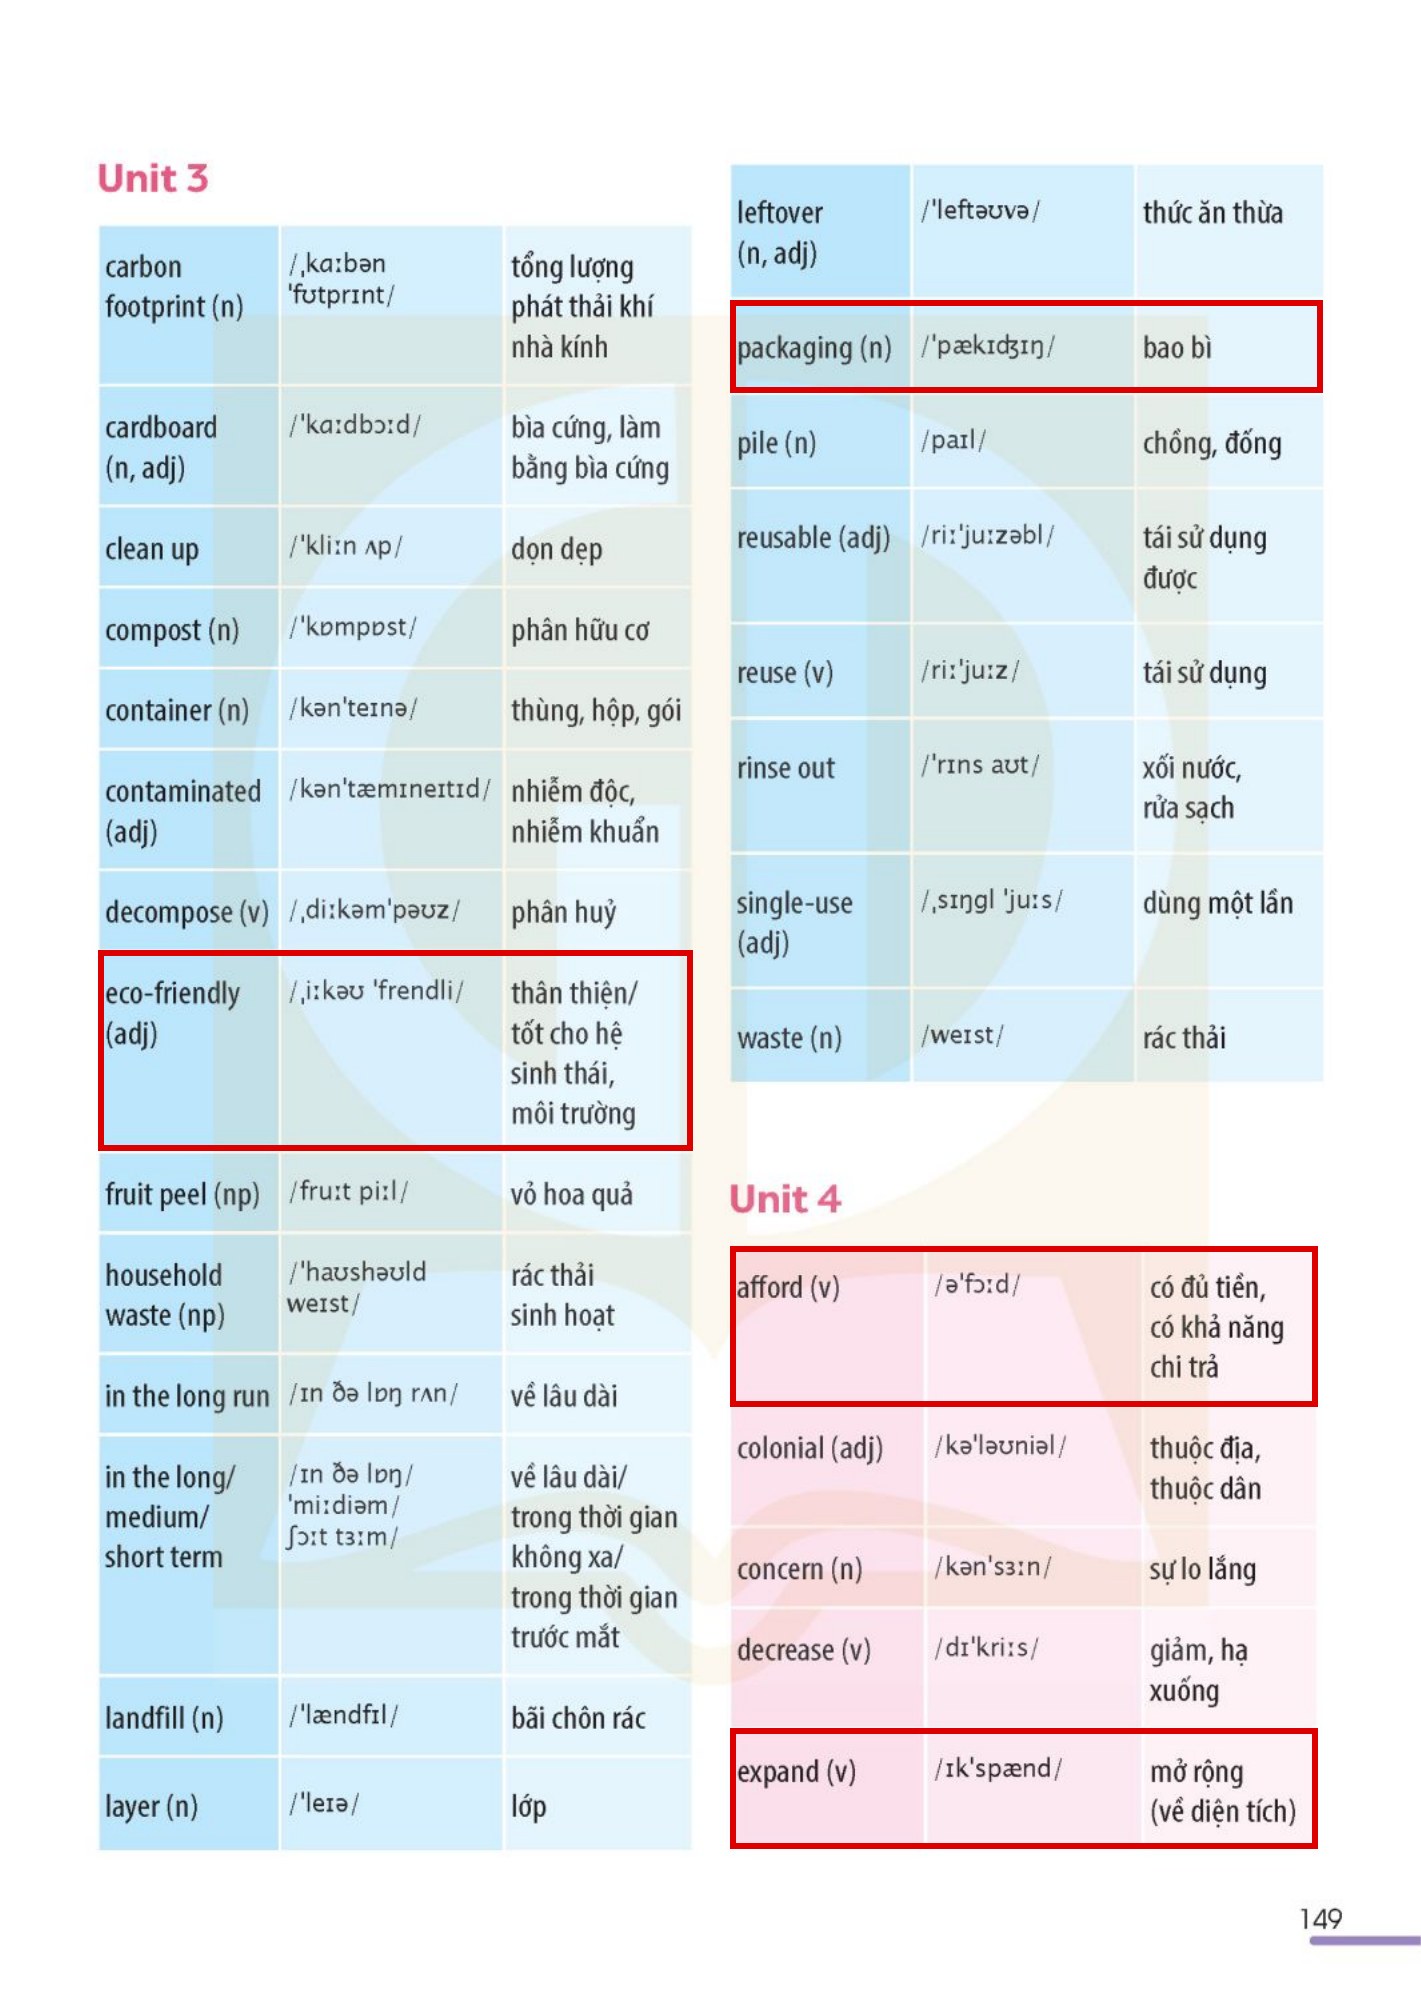 Unit 3
carbon footprint (n) /ˌkɑːbən ˈfʊtprɪnt/ tổng lượng phát thải khí nhà kính
cardboard (n, adj) /ˈkɑːdbɔːd/ bìa cứng, làm bằng bìa cứng
clean up /ˈkliːn ʌp/ dọn dẹp
compost (n) /ˈkɒmpɒst/ phân hữu cơ
container (n) /kənˈteɪnə/ thùng, hộp, gói
contaminated (adj) /kənˈtæmɪneɪtɪd/ nhiễm độc, nhiễm khuẩn
decompose (v) /ˌdiːkəmˈpəʊz/ phân huỷ
eco-friendly (adj) /ˌiːkəʊ ˈfrendli/ thân thiện/ tốt cho hệ sinh thái, môi trường
fruit peel (np) /fruːt piːl/ vỏ hoa quả
household waste (np) /ˈhaʊshəʊld weɪst/ rác thải sinh hoạt
in the long run /ɪn ðə lɒŋ rʌn/ về lâu dài
in the long/ medium/ short term /ɪn ðə lɒŋ/ ˈmiːdiəm/ ʃɔːt tɜːm/ về lâu dài/ trong thời gian không xa/ trong thời gian trước mắt
landfill (n) /ˈlændfɪl/ bãi chôn rác
layer (n) /ˈleɪə/ lớp
leftover (n, adj) /ˈleftəʊvə/ thức ăn thừa
packaging (n) /ˈpækɪdʒɪŋ/ bao bì
pile (n) /paɪl/ chồng, đống
reusable (adj) /riːˈjuːzəbl/ tái sử dụng được
reuse (v) /riːˈjuːz/ tái sử dụng
rinse out /ˈrɪns aʊt/ xối nước, rửa sạch
single-use (adj) /ˌsɪŋgl ˈjuːs/ dùng một lần
waste (n) /weɪst/ rác thải
Unit 4
afford (v) /əˈfɔːd/ có đủ tiền, có khả năng chi trả
colonial (adj) /kəˈləʊniəl/ thuộc địa, thuộc dân
concern (n) /kənˈsɜːn/ sự lo lắng
decrease (v) /dɪˈkriːs/ giảm, hạ xuống
expand (v) /ɪkˈspænd/ mở rộng (về diện tích)
149